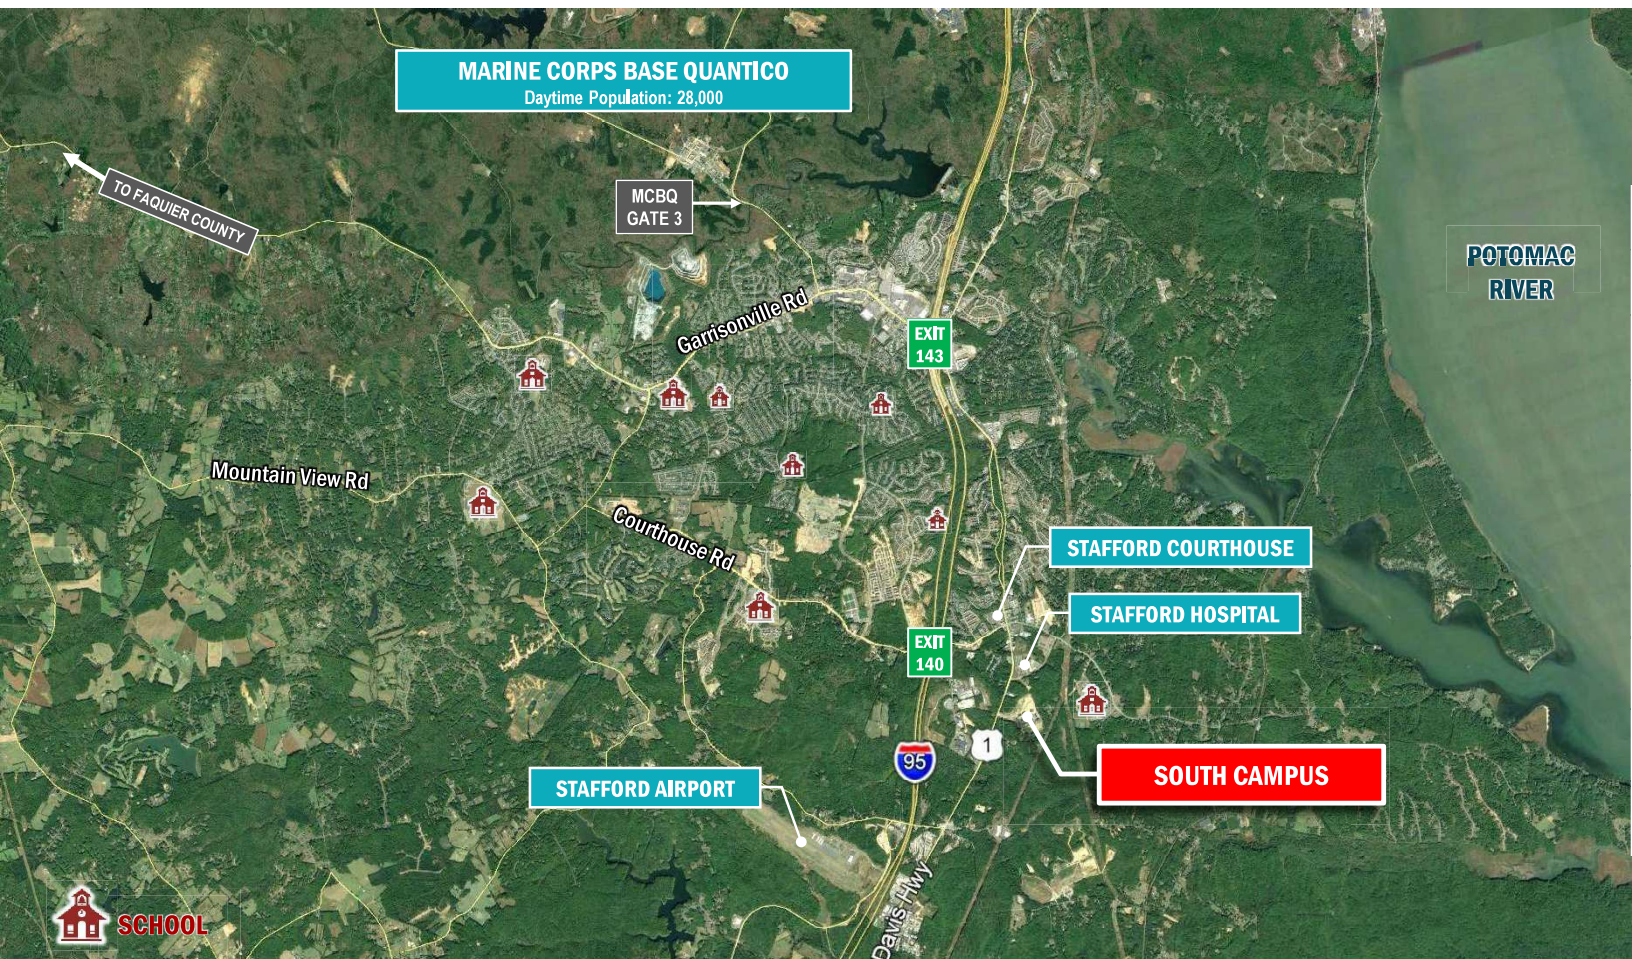 MARINE CORPS BASE QUANTICO
Daytime Population: 28,000
TO FAQUIER COUNTY
MCBQ
GATE 3
POTOMAC
RIVER
Garrisonville Rd
EXIT
143
Mountain View Rd
Courthouse Rd
STAFFORD COURTHOUSE
STAFFORD HOSPITAL
EXIT
140
1
95
SOUTH CAMPUS
STAFFORD AIRPORT
Davis Hwy
SCHOOL